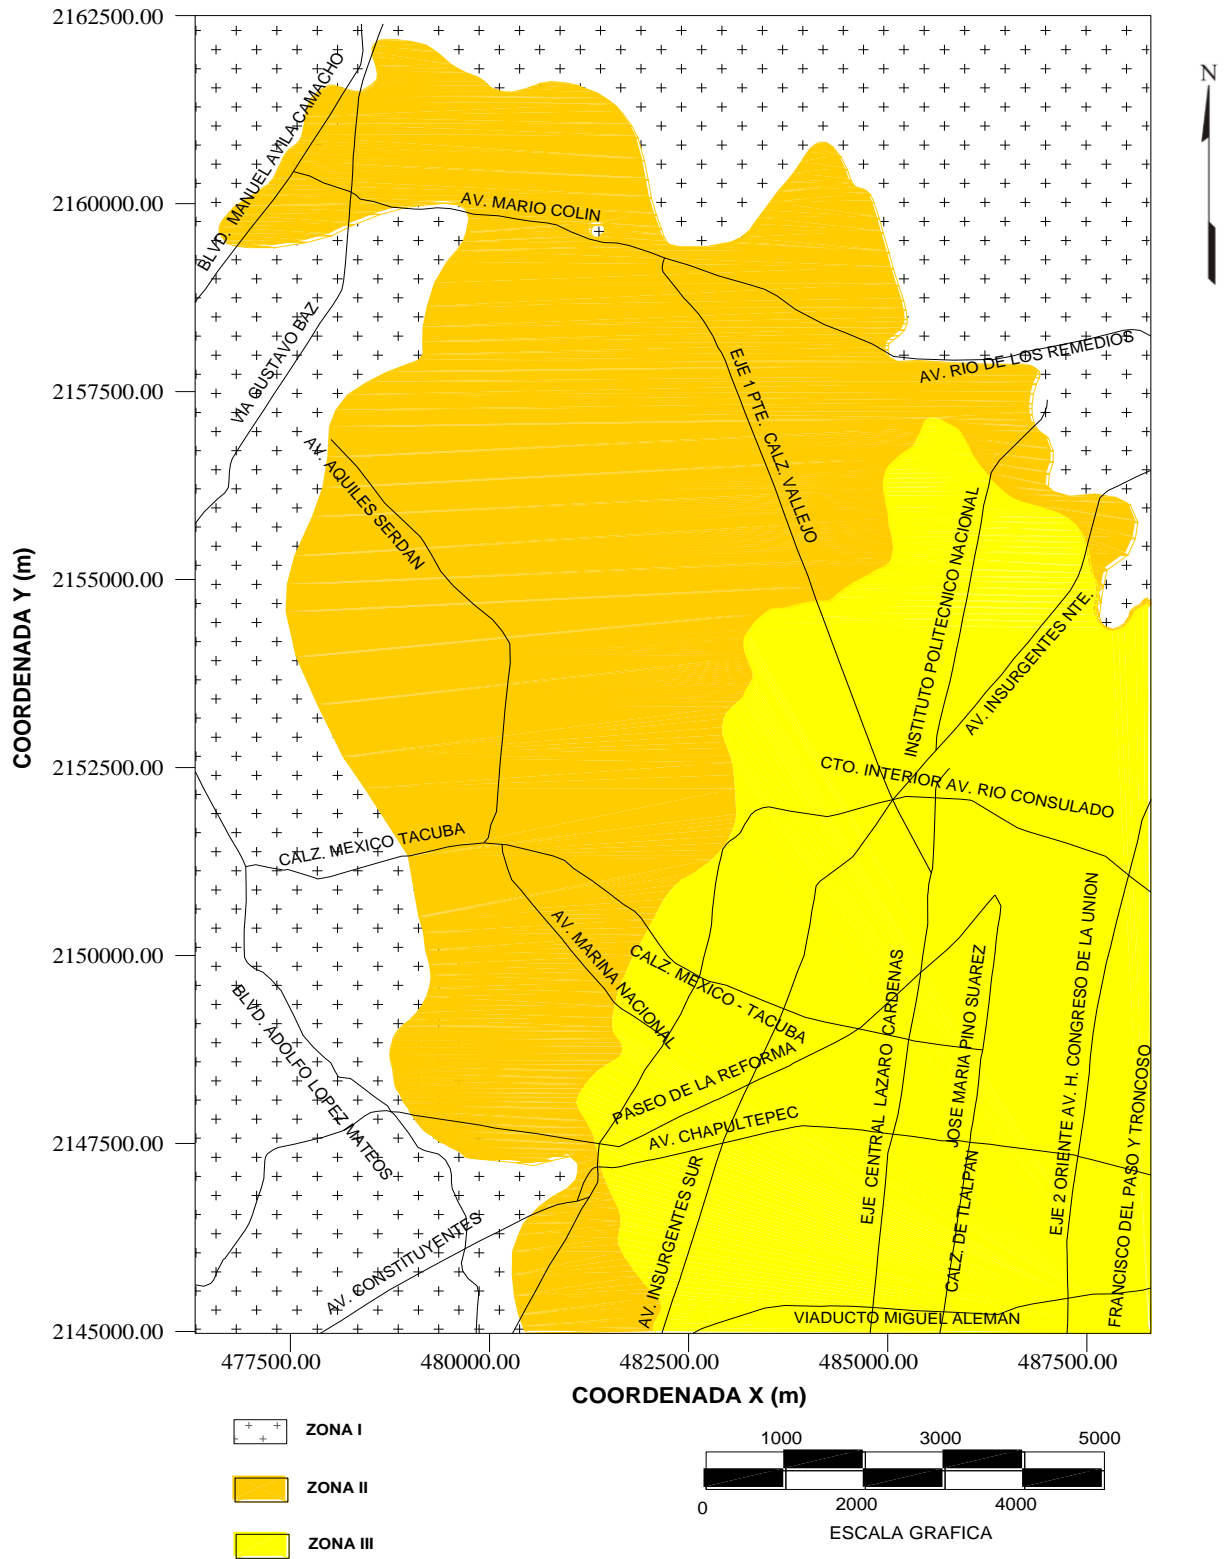 2162500.00
N
BLVD. MANUEL AVILA CAMACHO
2160000.00
AV. MARIO COLIN
VIA GUSTAVO BAZ
AV. RIO DE LOS REMEDIOS
2157500.00
EJE 1 PTE. CALZ. VALLEJO
AV. AQUILES SERDAN
INSTITUTO POLITECNICO NACIONAL
2155000.00
AV. INSURGENTES NTE.
COORDENADA Y (m)
2152500.00
CTO. INTERIOR AV. RIO CONSULADO
CALZ. MEXICO TACUBA
2150000.00
AV. MARINA NACIONAL
CALZ. MEXICO - TACUBA
EJE CENTRAL LAZARO CARDENAS
JOSE MARIA PINO SUAREZ
EJE 2 ORIENTE AV. H. CONGRESO DE LA UNION
BLVD. ADOLFO LOPEZ MATEOS
PASEO DE LA REFORMA
2147500.00
AV. CHAPULTEPEC
AV. INSURGENTES SUR
CALZ. DE TLALPAN
FRANCISCO DEL PASO Y TRONCOSO
AV. CONSTITUYENTES
VIADUCTO MIGUEL ALEMAN
2145000.00
477500.00 480000.00 482500.00 485000.00 487500.00
COORDENADA X (m)
ZONA I
ZONA II
ZONA III
1000 3000 5000
0 2000 4000
ESCALA GRAFICA